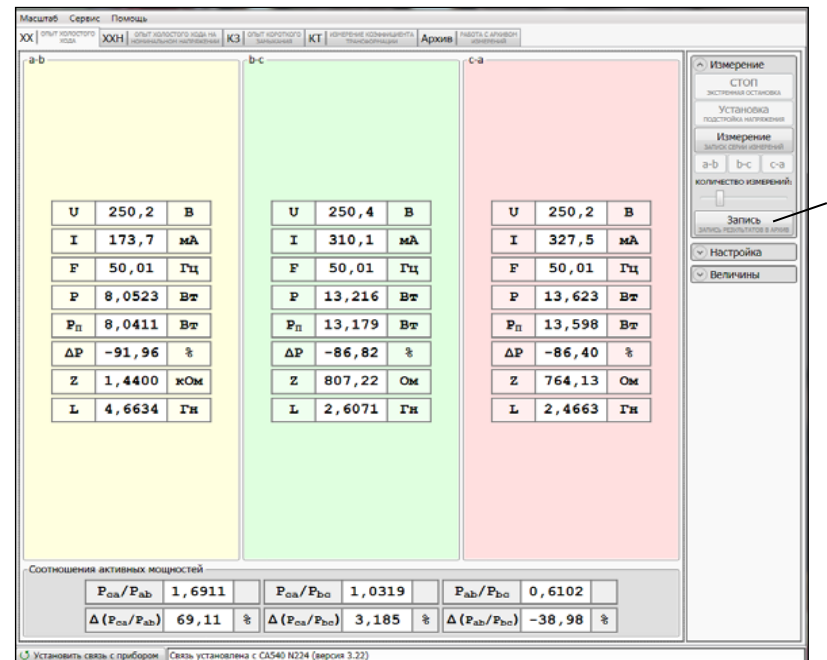 Масштаб Сервис Помощь
ХХ ОПЫТ ХОЛОСТОГО ХОДА ХХН ОПЫТ ХОЛОСТОГО ХОДА НА НОМИНАЛЬНОМ НАПРЯЖЕНИИ КЗ ОПЫТ КОРОТКОГО ЗАМЫКАНИЯ КТ ИЗМЕРЕНИЕ КОЭФФИЦИЕНТА ТРАНСФОРМАЦИИ Архив РАБОТА С АРХИВОМ ИЗМЕРЕНИЙ
a-b
U 250,2 В
I 173,7 мА
F 50,01 Гц
P 8,0523 Вт
Pп 8,0411 Вт
ΔP -91,96 %
Z 1,4400 кОм
L 4,6634 Гн
b-c
U 250,4 В
I 310,1 мА
F 50,01 Гц
P 13,216 Вт
Pп 13,179 Вт
ΔP -86,82 %
Z 807,22 Ом
L 2,6071 Гн
c-a
U 250,2 В
I 327,5 мА
F 50,01 Гц
P 13,623 Вт
Pп 13,598 Вт
ΔP -86,40 %
Z 764,13 Ом
L 2,4663 Гн
Измерение
СТОП
ЭКСТРЕННАЯ ОСТАНОВКА
Установка
ПОДСТРОЙКА НАПРЯЖЕНИЯ
Измерение
ЗАПУСК СЕРИИ ИЗМЕРЕНИЙ
a-b b-c c-a
КОЛИЧЕСТВО ИЗМЕРЕНИЙ:
Запись
ЗАПИСЬ РЕЗУЛЬТАТОВ В АРХИВ
Настройка
Величины
Соотношения активных мощностей
Pca/Pab 1,6911 Pca/Pbc 1,0319 Pab/Pbc 0,6102
Δ(Pca/Pab) 69,11 % Δ(Pca/Pbc) 3,185 % Δ(Pab/Pbc) -38,98 %
Установить связь с прибором Связь установлена с CA540 N224 (версия 3.22)